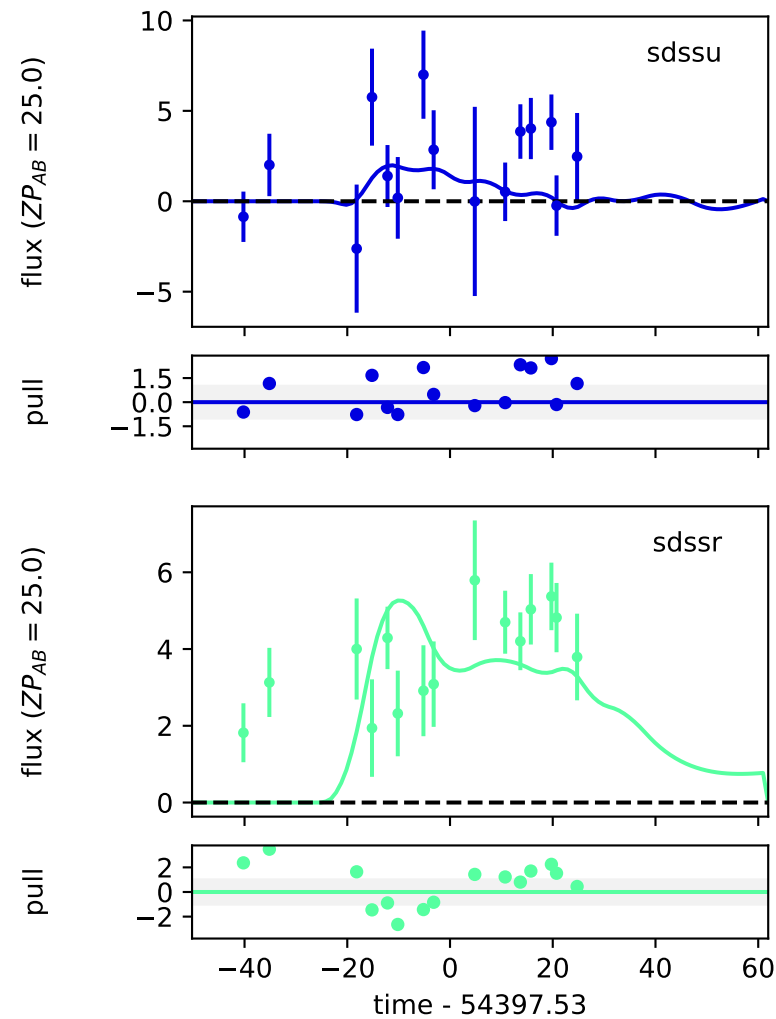 10
sdssu
5
0
−5
flux (ZP_AB = 25.0)
1.5
0.0
−1.5
pull
sdssr
6
4
2
0
flux (ZP_AB = 25.0)
2
0
−2
pull
−40 −20 0 20 40 60
time - 54397.53